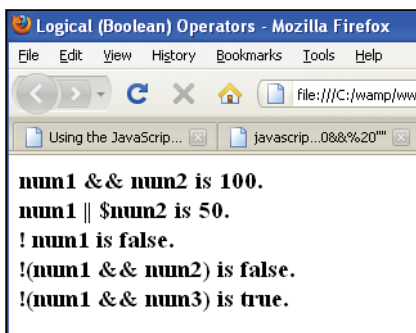 Logical (Boolean) Operators - Mozilla Firefox
File Edit View History Bookmarks Tools Help
file:///C:/wamp/ww
Using the JavaScrip... javascrip...0&&%20""
num1 && num2 is 100.
num1 || $num2 is 50.
! num1 is false.
!(num1 && num2) is false.
!(num1 && num3) is true.